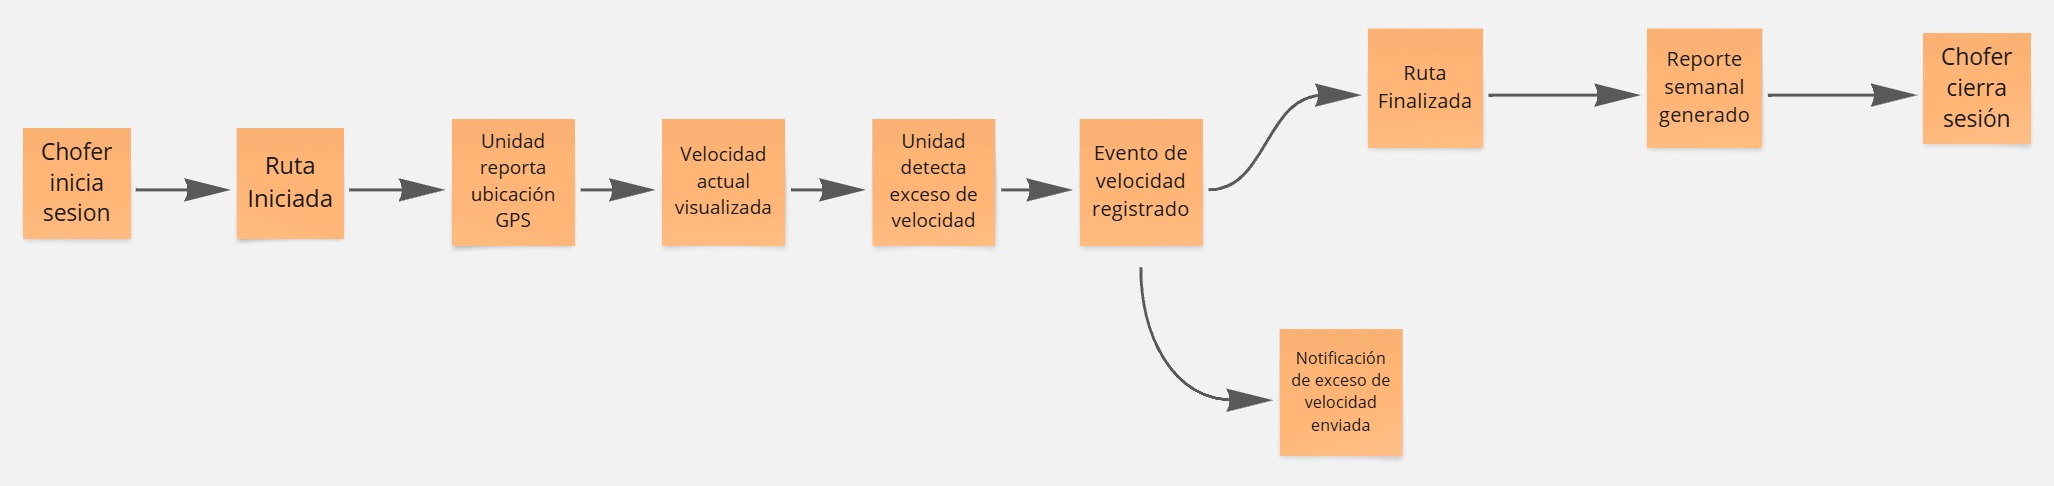 Chofer
inicia
sesion
Ruta
Iniciada
Unidad
reporta
ubicación
GPS
Velocidad
actual
visualizada
Unidad
detecta
exceso de
velocidad
Evento de
velocidad
registrado
Ruta
Finalizada
Reporte
semanal
generado
Chofer
cierra
sesión
Notificación
de exceso de
velocidad
enviada